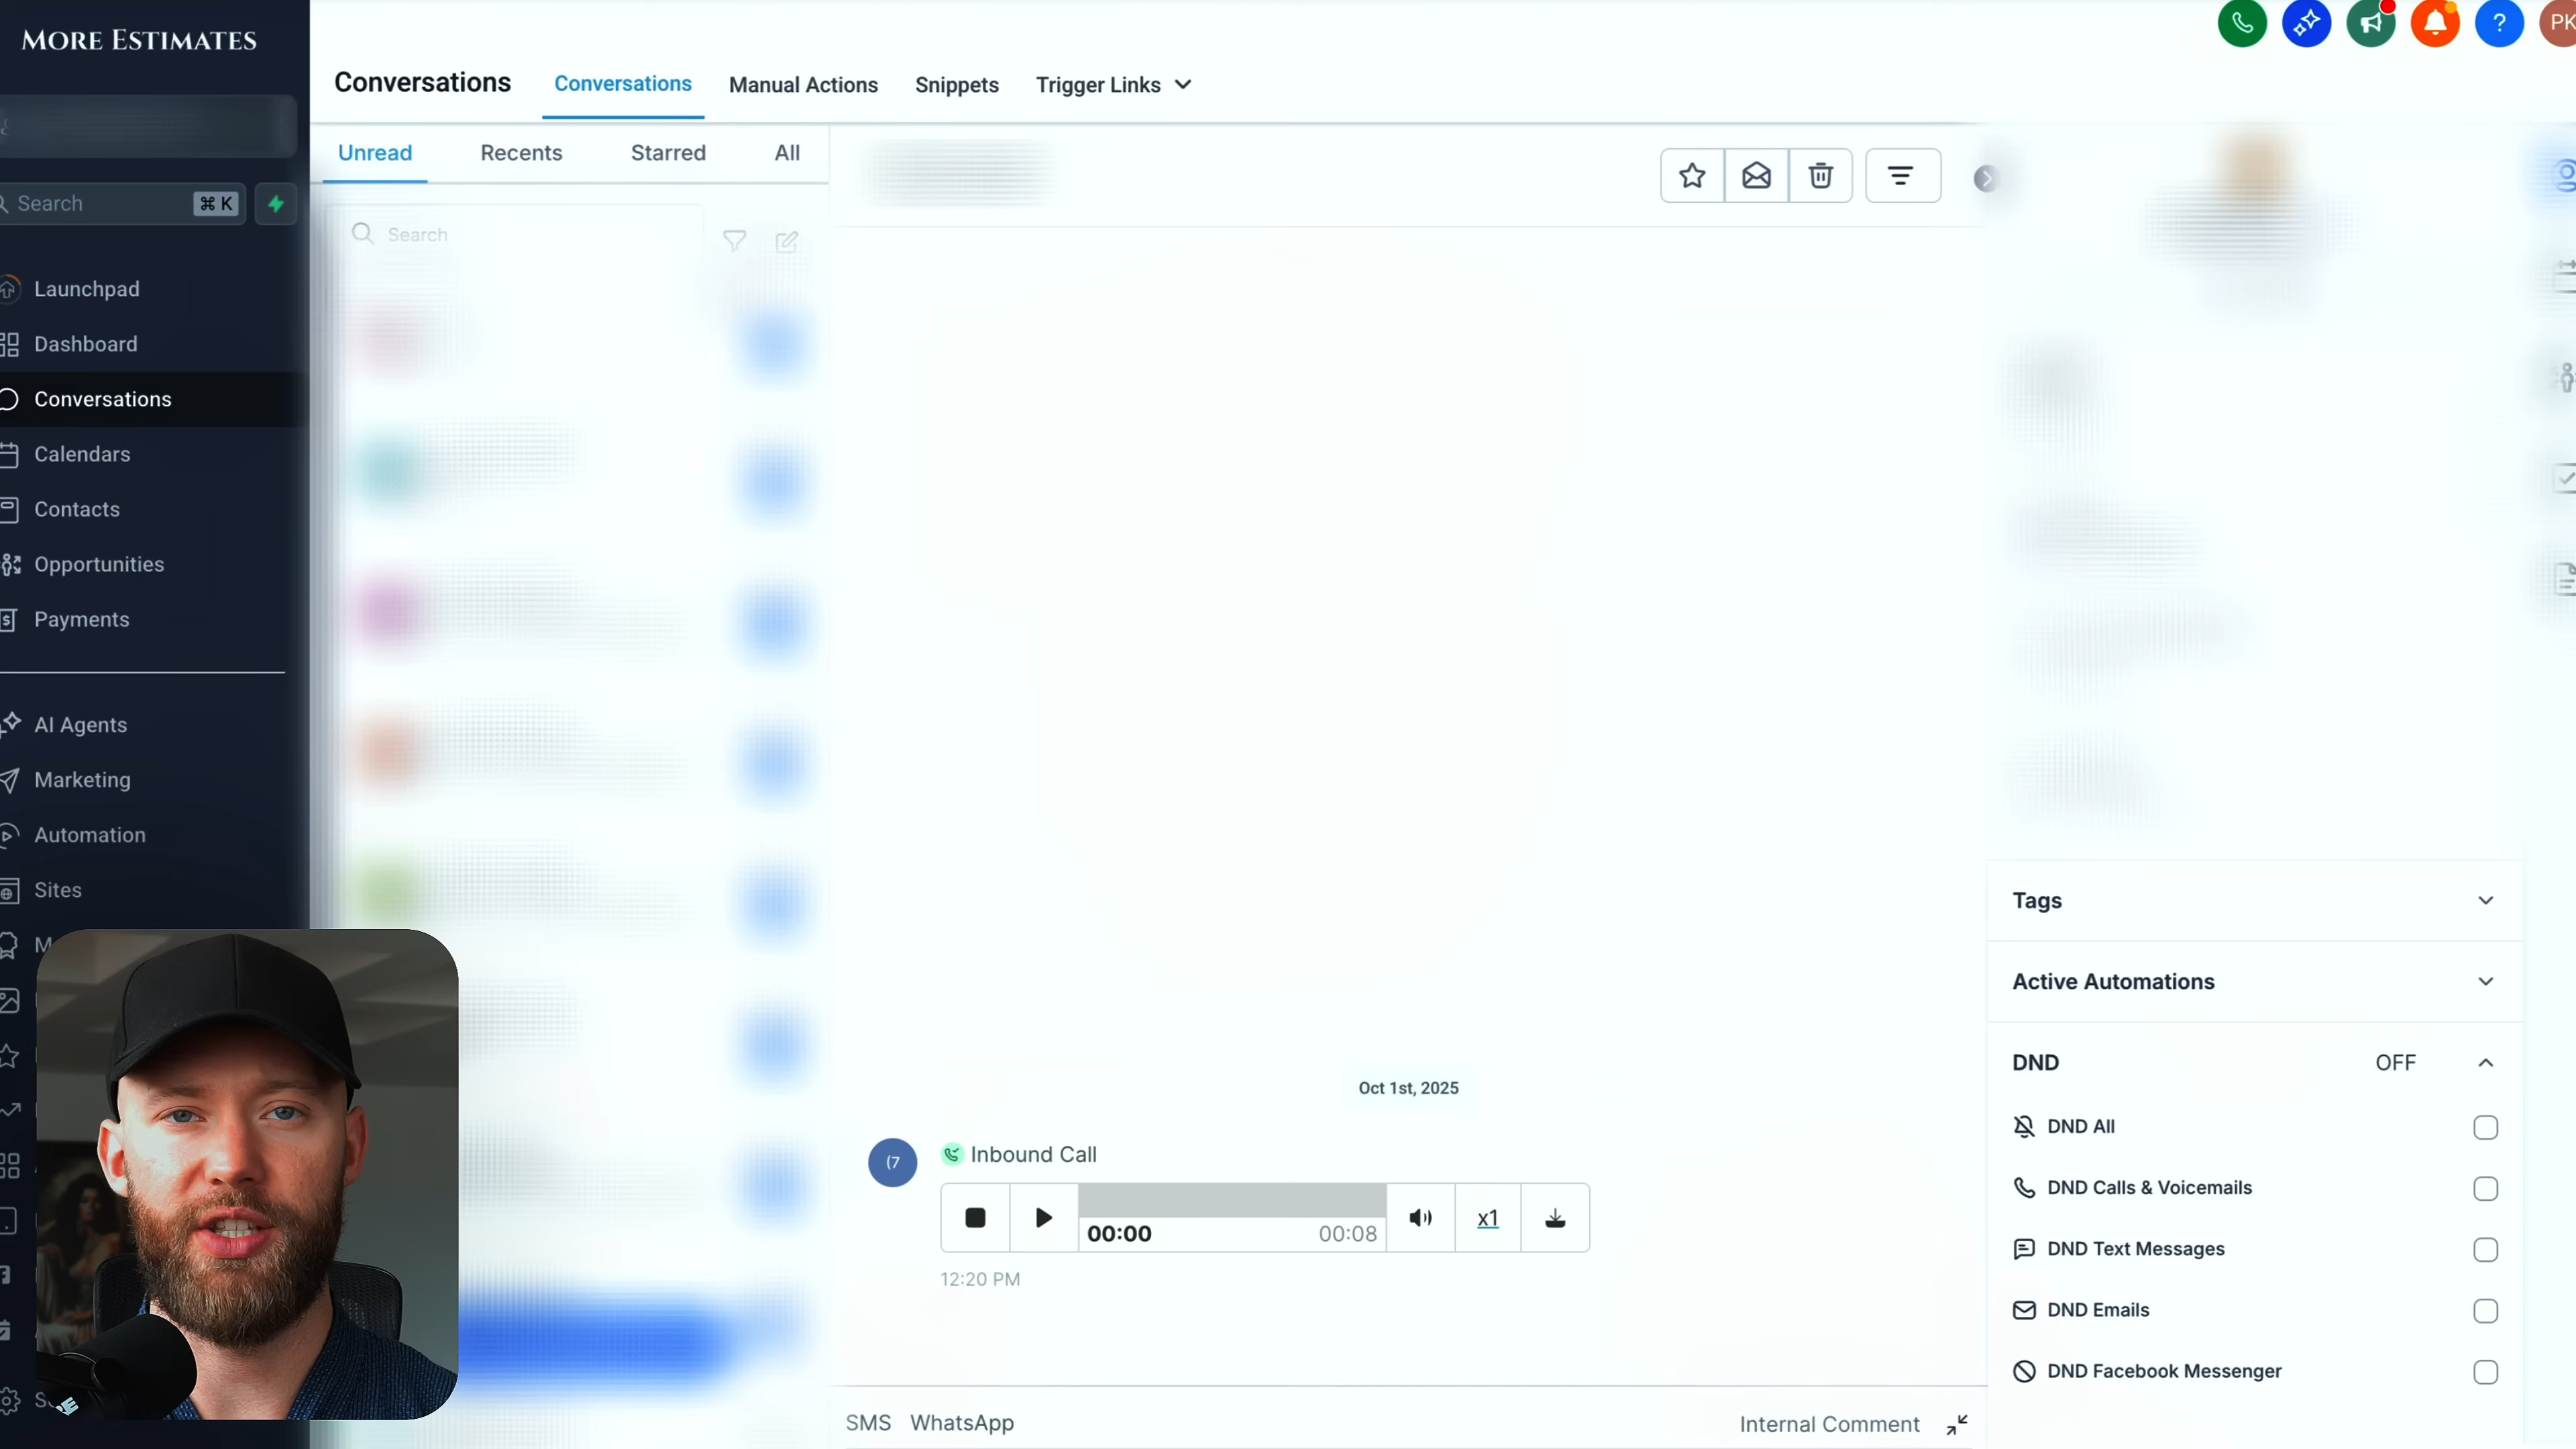 MORE ESTIMATES
Search ⌘ K
Launchpad
Dashboard
Conversations
Calendars
Contacts
Opportunities
Payments
AI Agents
Marketing
Automation
Sites
Conversations
Conversations
Manual Actions
Snippets
Trigger Links
PK
Unread
Recents
Starred
All
Search
Oct 1st, 2025
(7
Inbound Call
00:00
00:08
x1
12:20 PM
SMS
WhatsApp
Internal Comment
Tags
Active Automations
DND
OFF
DND All
DND Calls & Voicemails
DND Text Messages
DND Emails
DND Facebook Messenger